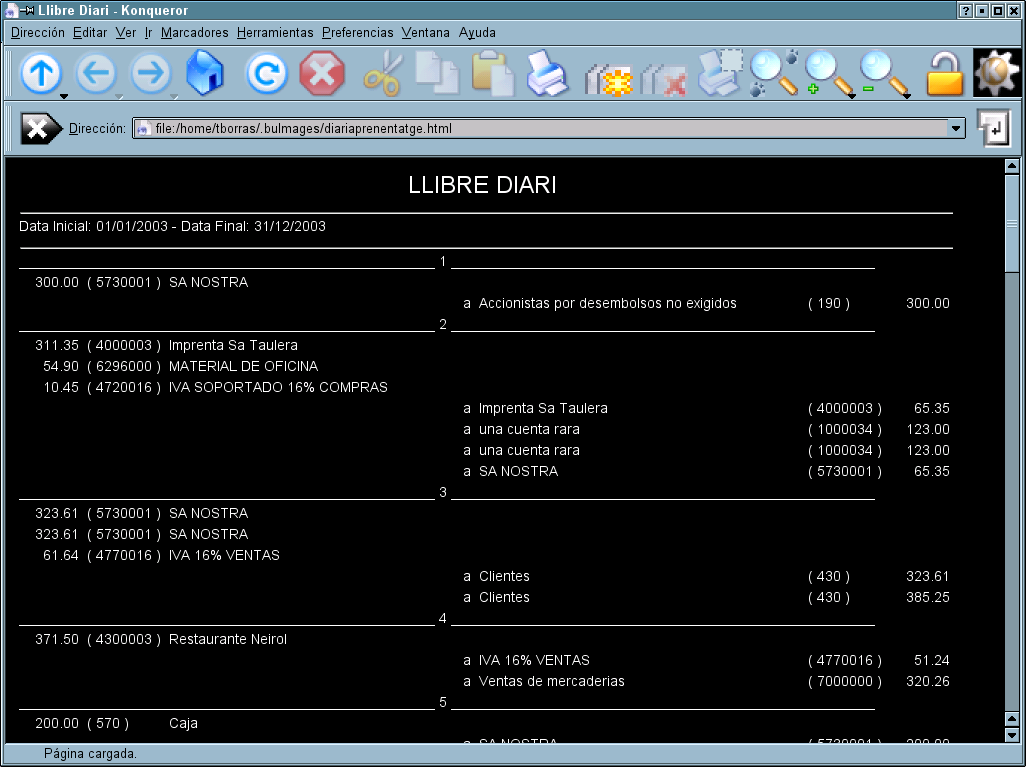 Llibre Diari - Konqueror
Dirección Editar Ver Ir Marcadores Herramientas Preferencias Ventana Ayuda
Dirección: file:/home/tborras/.bulmages/diariaprenentatge.html
LLIBRE DIARI
Data Inicial: 01/01/2003 - Data Final: 31/12/2003
1
300.00 ( 5730001 ) SA NOSTRA
a Accionistas por desembolsos no exigidos ( 190 ) 300.00
2
311.35 ( 4000003 ) Imprenta Sa Taulera
54.90 ( 6296000 ) MATERIAL DE OFICINA
10.45 ( 4720016 ) IVA SOPORTADO 16% COMPRAS
a Imprenta Sa Taulera ( 4000003 ) 65.35
a una cuenta rara ( 1000034 ) 123.00
a una cuenta rara ( 1000034 ) 123.00
a SA NOSTRA ( 5730001 ) 65.35
3
323.61 ( 5730001 ) SA NOSTRA
323.61 ( 5730001 ) SA NOSTRA
61.64 ( 4770016 ) IVA 16% VENTAS
a Clientes ( 430 ) 323.61
a Clientes ( 430 ) 385.25
4
371.50 ( 4300003 ) Restaurante Neirol
a IVA 16% VENTAS ( 4770016 ) 51.24
a Ventas de mercaderias ( 7000000 ) 320.26
5
200.00 ( 570 ) Caja
a SA NOSTRA ( 5730001 ) 200.00
Página cargada.